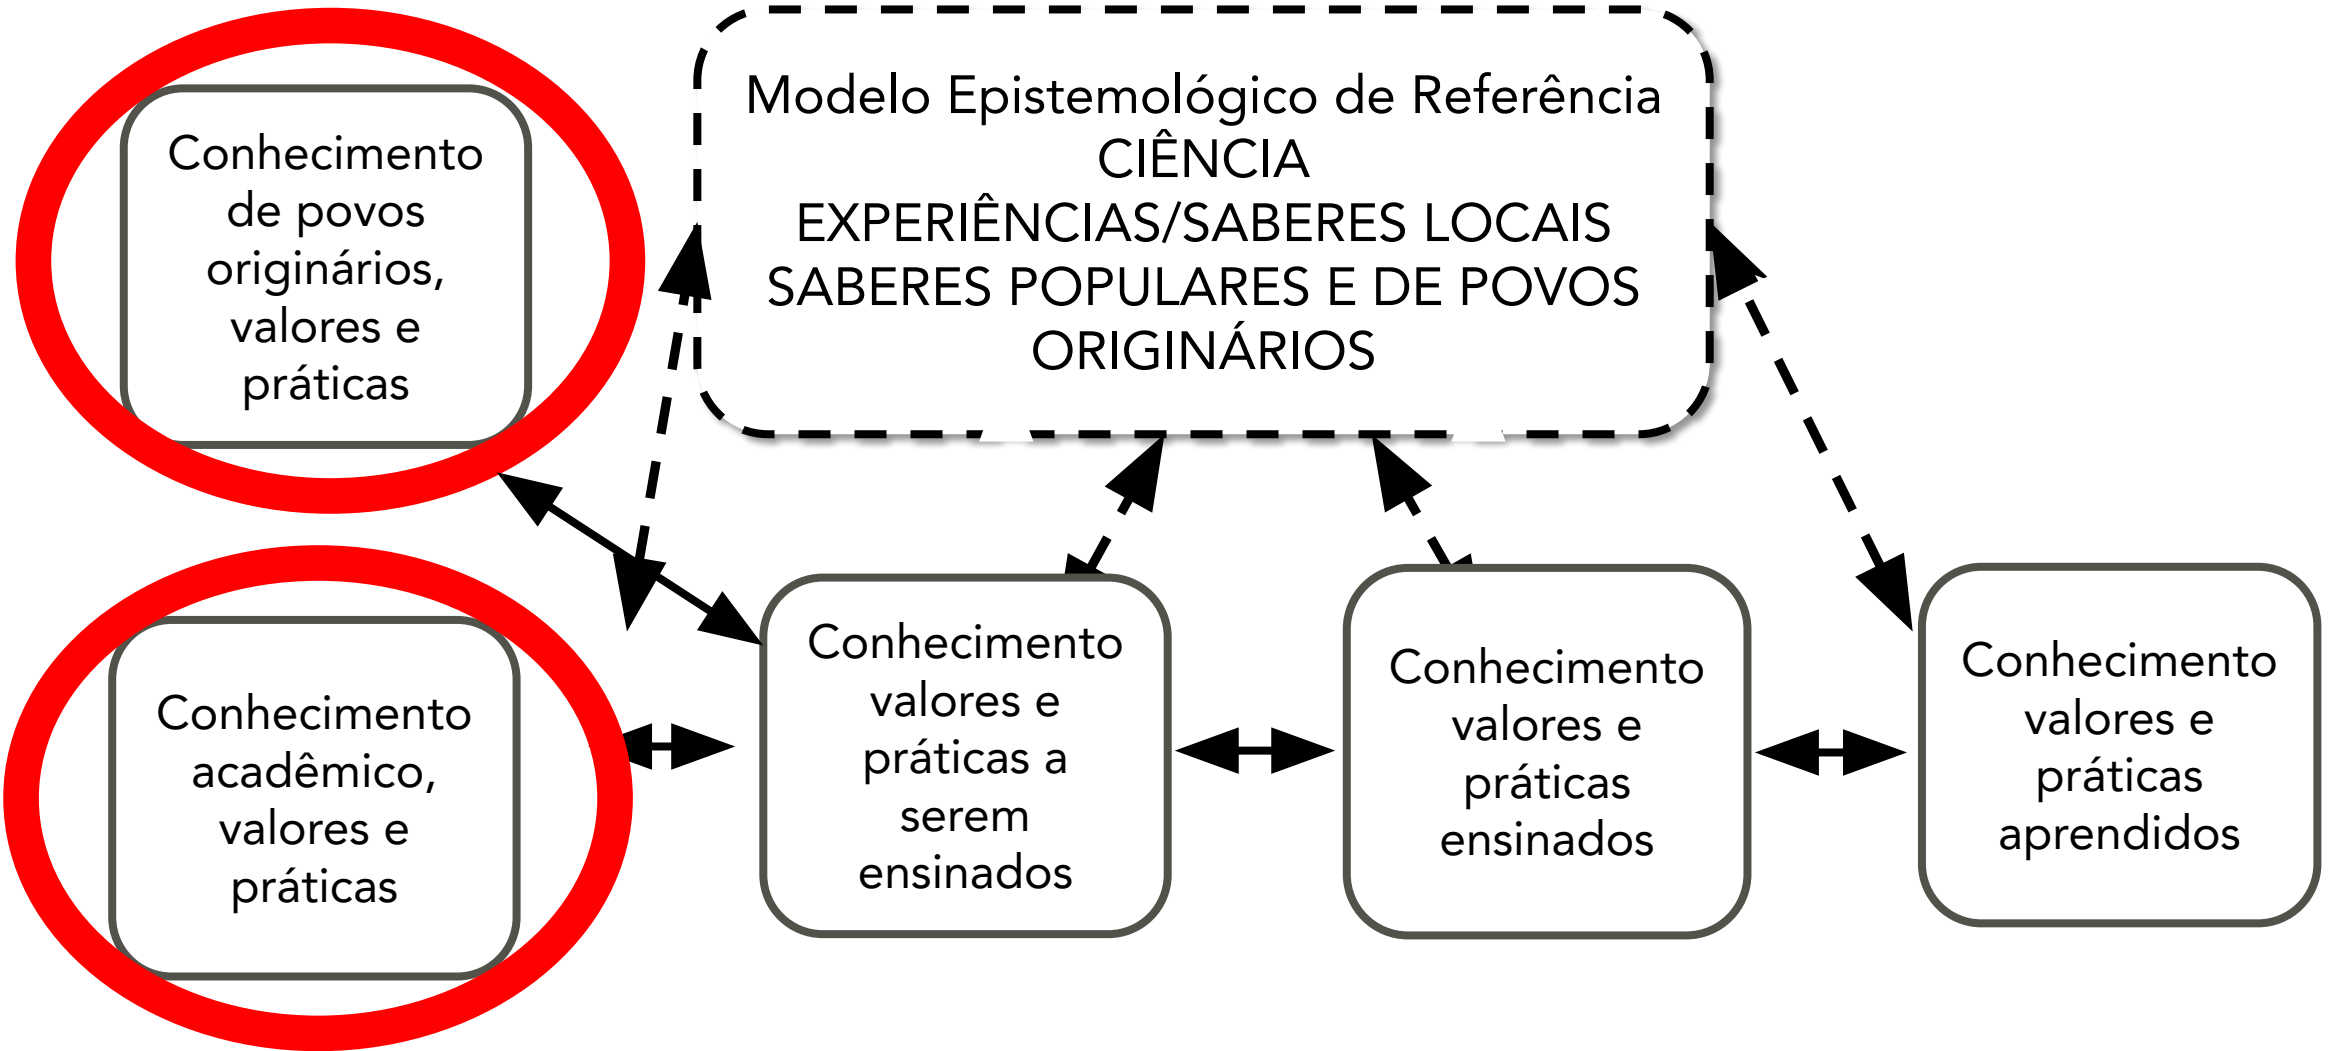 Conhecimento
de povos
originários,
valores e
práticas
Modelo Epistemológico de Referência
CIÊNCIA
EXPERIÊNCIAS/SABERES LOCAIS
SABERES POPULARES E DE POVOS
ORIGINÁRIOS
Conhecimento
acadêmico,
valores e
práticas
Conhecimento
valores e
práticas a
serem
ensinados
Conhecimento
valores e
práticas
ensinados
Conhecimento
valores e
práticas
aprendidos